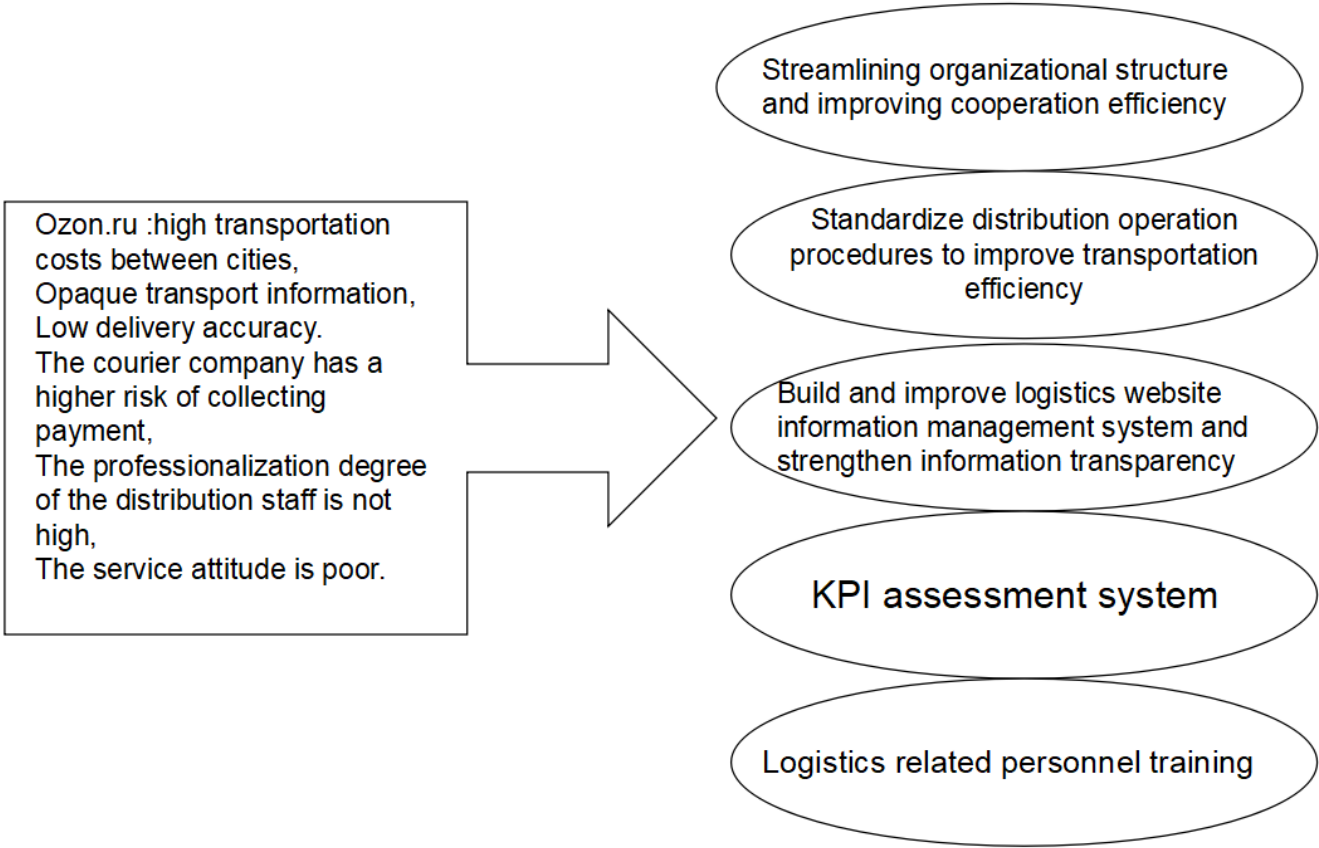 Ozon.ru :high transportation
costs between cities,
Opaque transport information,
Low delivery accuracy.
The courier company has a
higher risk of collecting
payment,
The professionalization degree
of the distribution staff is not
high,
The service attitude is poor.
Streamlining organizational structure
and improving cooperation efficiency
Standardize distribution operation
procedures to improve transportation
efficiency
Build and improve logistics website
information management system and
strengthen information transparency
KPI assessment system
Logistics related personnel training